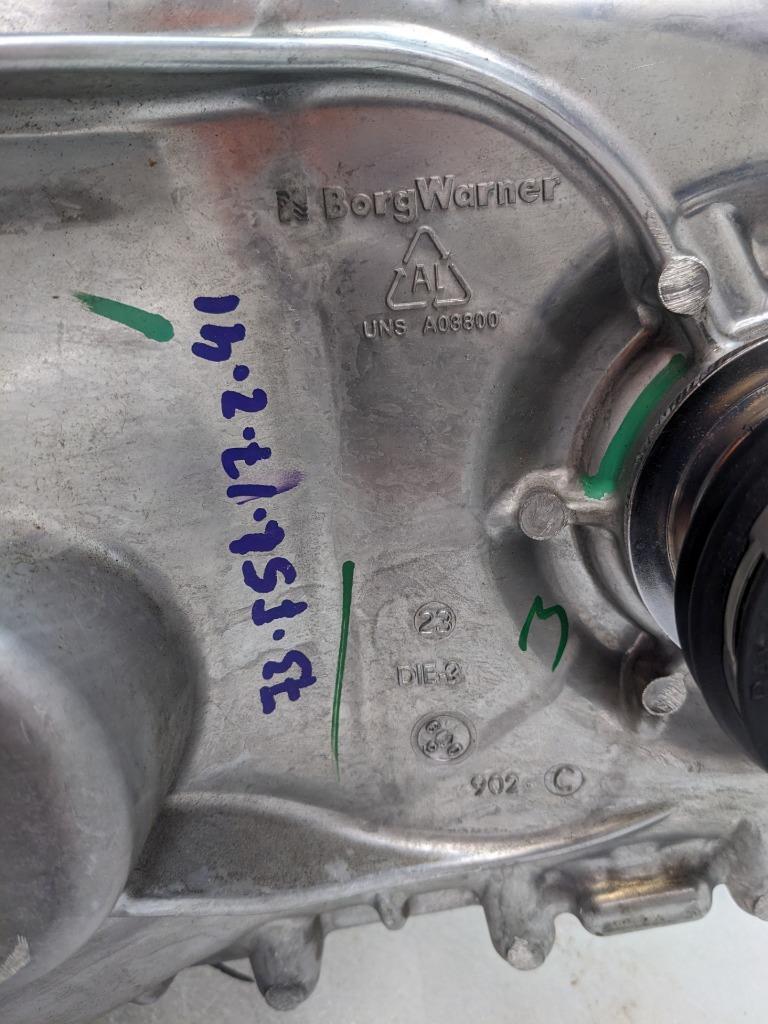 BorgWarner
AL
UNS A03800
23
DIE-3
902- C